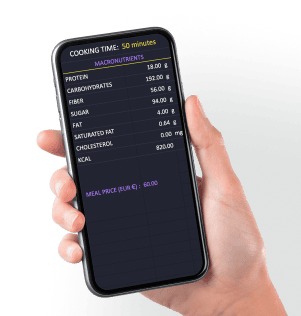 COOKING TIME: 50 minutes
MACRONUTRIENTS
PROTEIN 18.00 g
CARBOHYDRATES 192.00 g
FIBER 56.00 g
SUGAR 94.00 g
FAT 4.00 g
SATURATED FAT 0.64 g
CHOLESTEROL 0.00 mg
KCAL 820.00
MEAL PRICE (EUR €) : 60.00